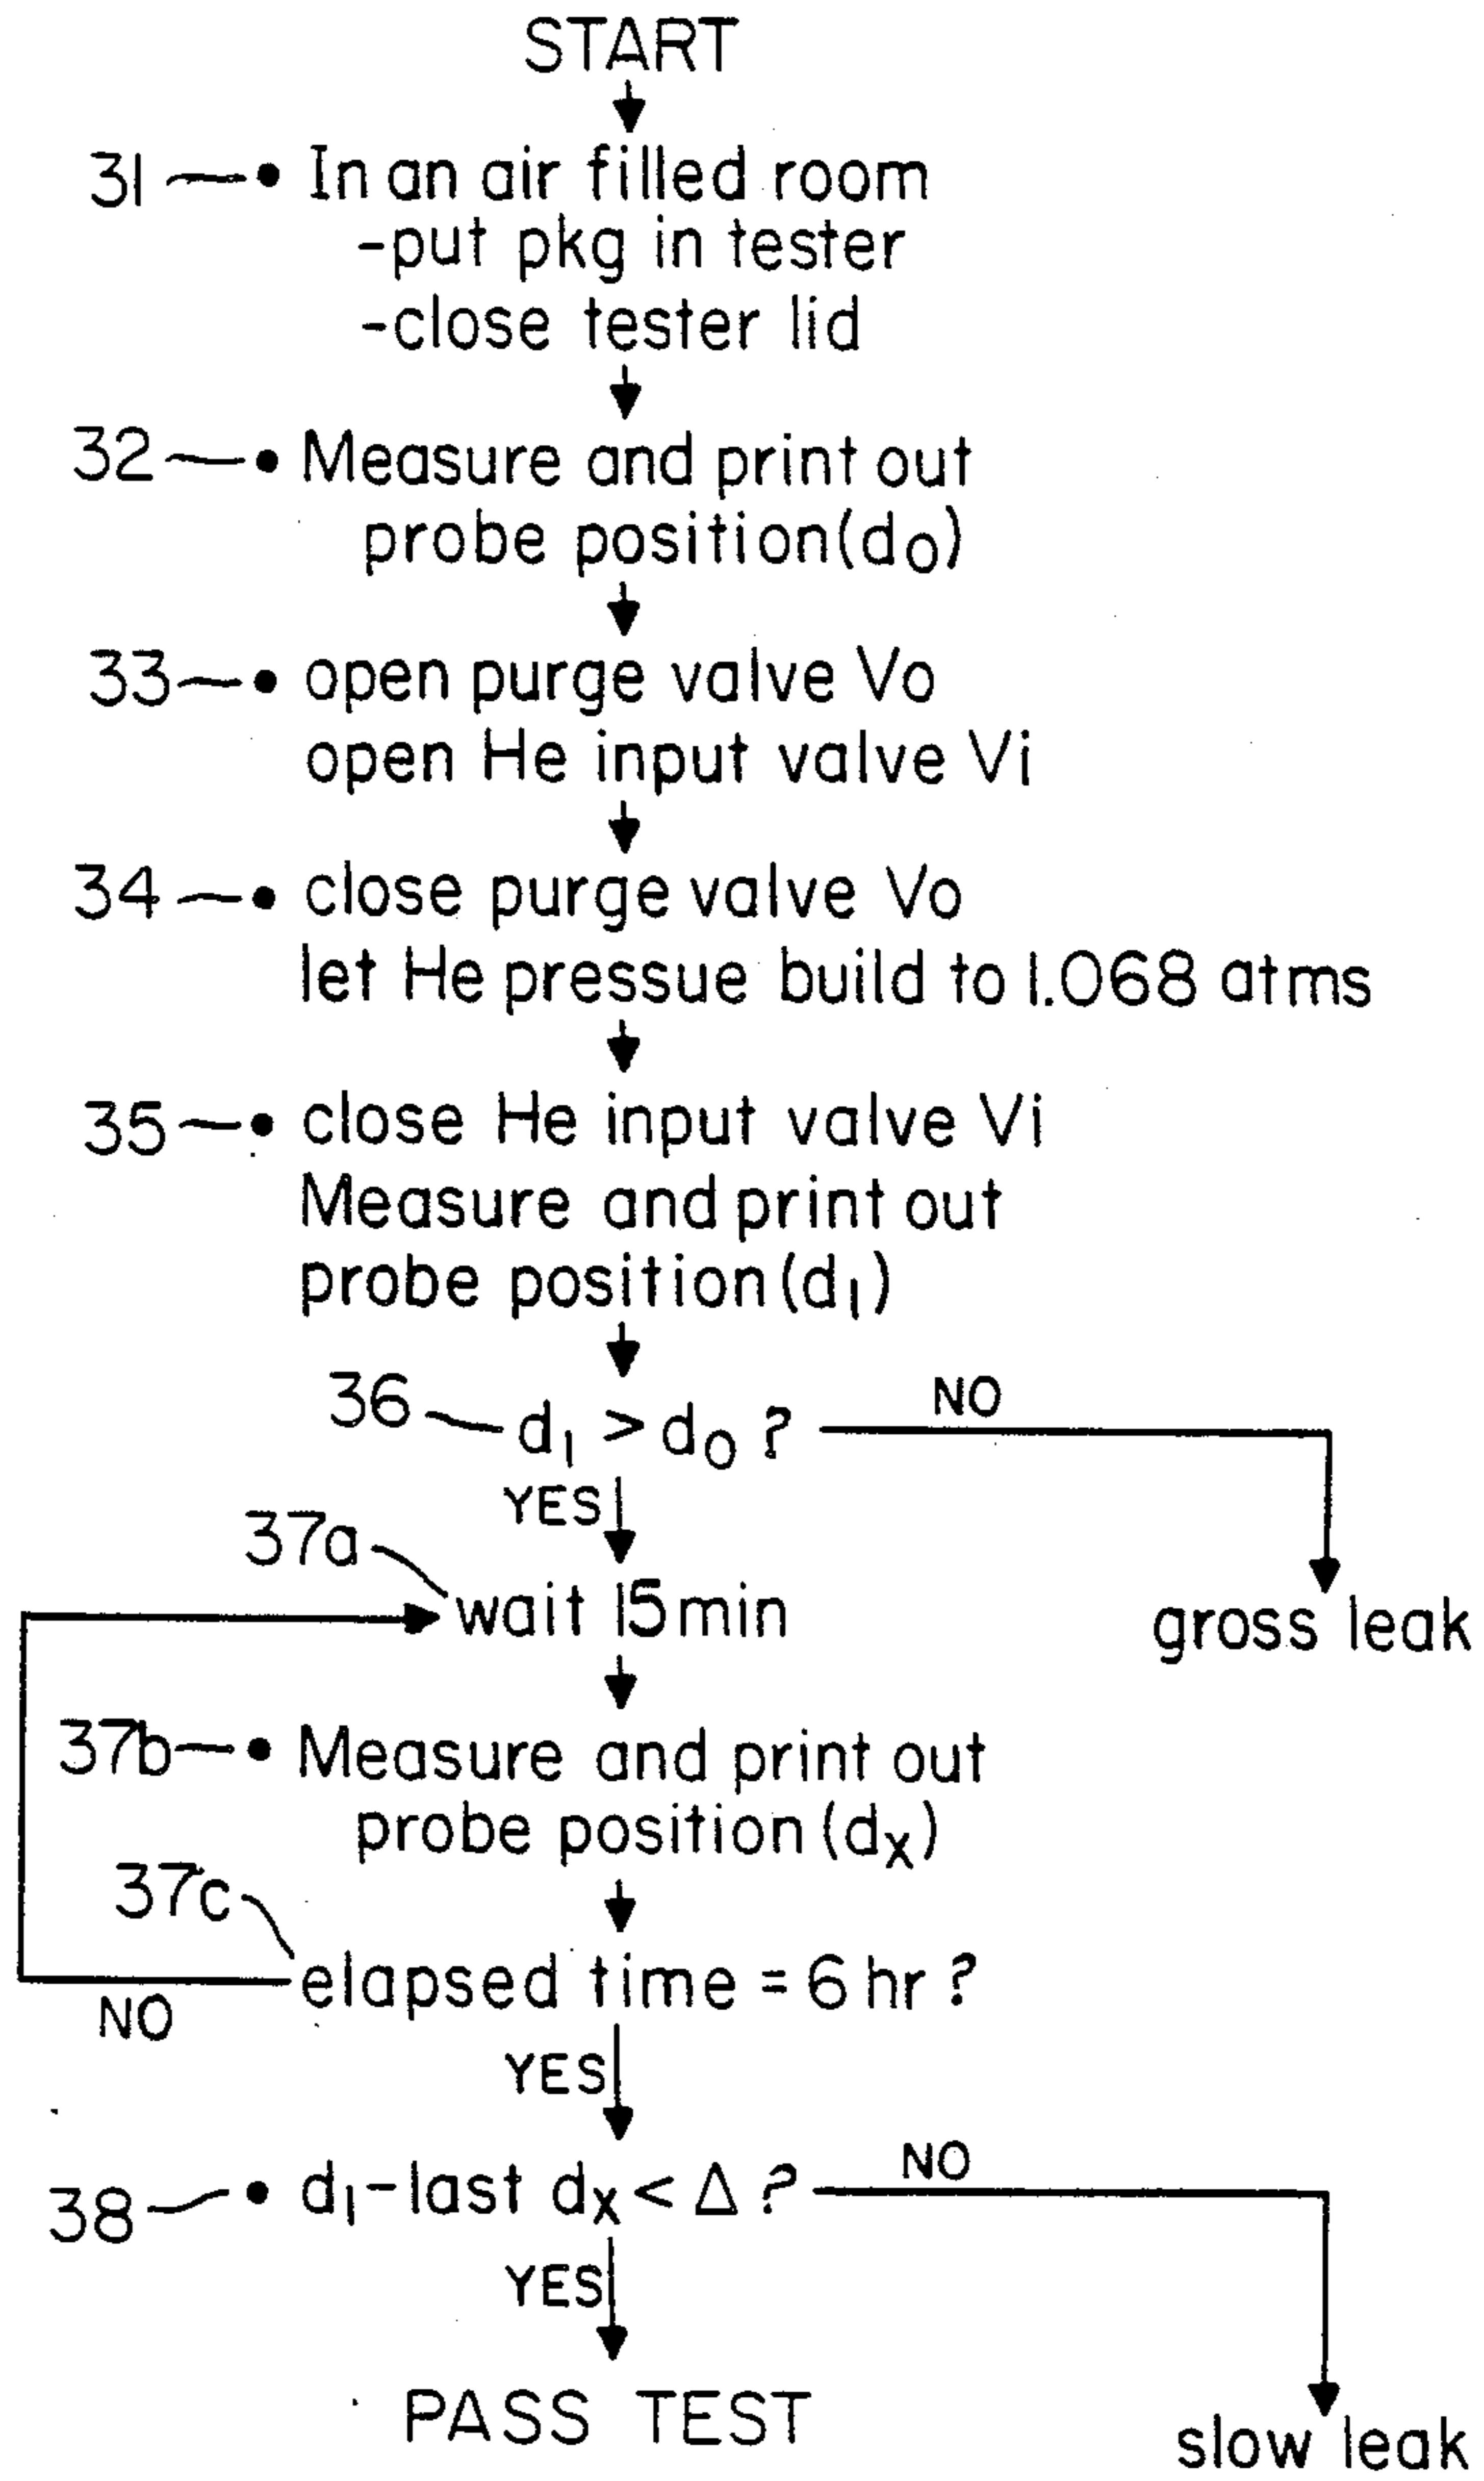 START
31 • In an air filled room
-put pkg in tester
-close tester lid
32 • Measure and print out
probe position (do)
33 • open purge valve Vo
open He input valve Vi
34 • close purge valve Vo
let He pressue build to 1.068 atms
35 • close He input valve Vi
Measure and print out
probe position (d1)
36 d1 > do ? NO
YES
37a
wait 15 min
gross leak
37b • Measure and print out
probe position (dx)
37c
elapsed time = 6 hr ?
NO
YES
38 • d1-last dx < Δ ? NO
YES
PASS TEST
slow leak